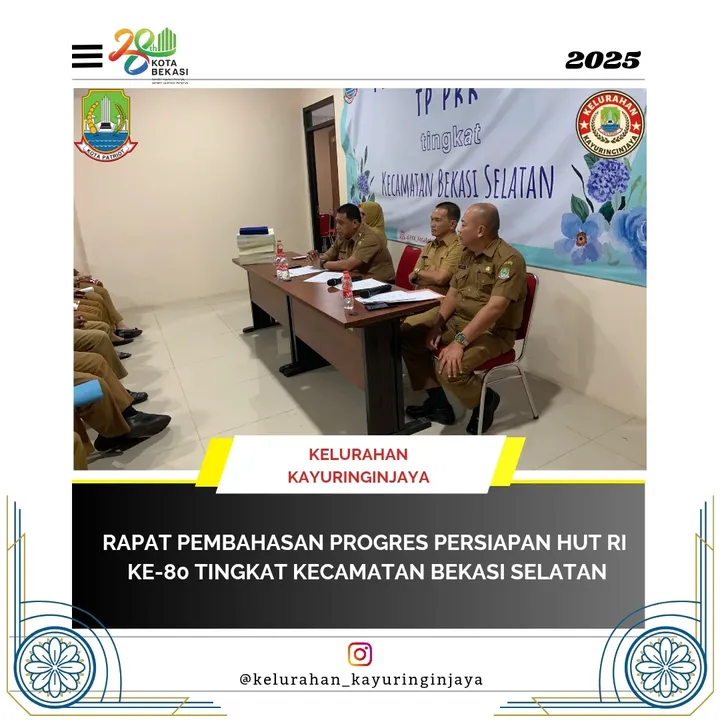 28th KOTA
BEKASI
2025
KOTA PATRIOT
KELURAHAN
KAYURINGINJAYA
TP PKK
tingkat
KECAMATAN BEKASI SELATAN
KELURAHAN
KAYURINGINJAYA
RAPAT PEMBAHASAN PROGRES PERSIAPAN HUT RI
KE-80 TINGKAT KECAMATAN BEKASI SELATAN
@kelurahan_kayuringinjaya